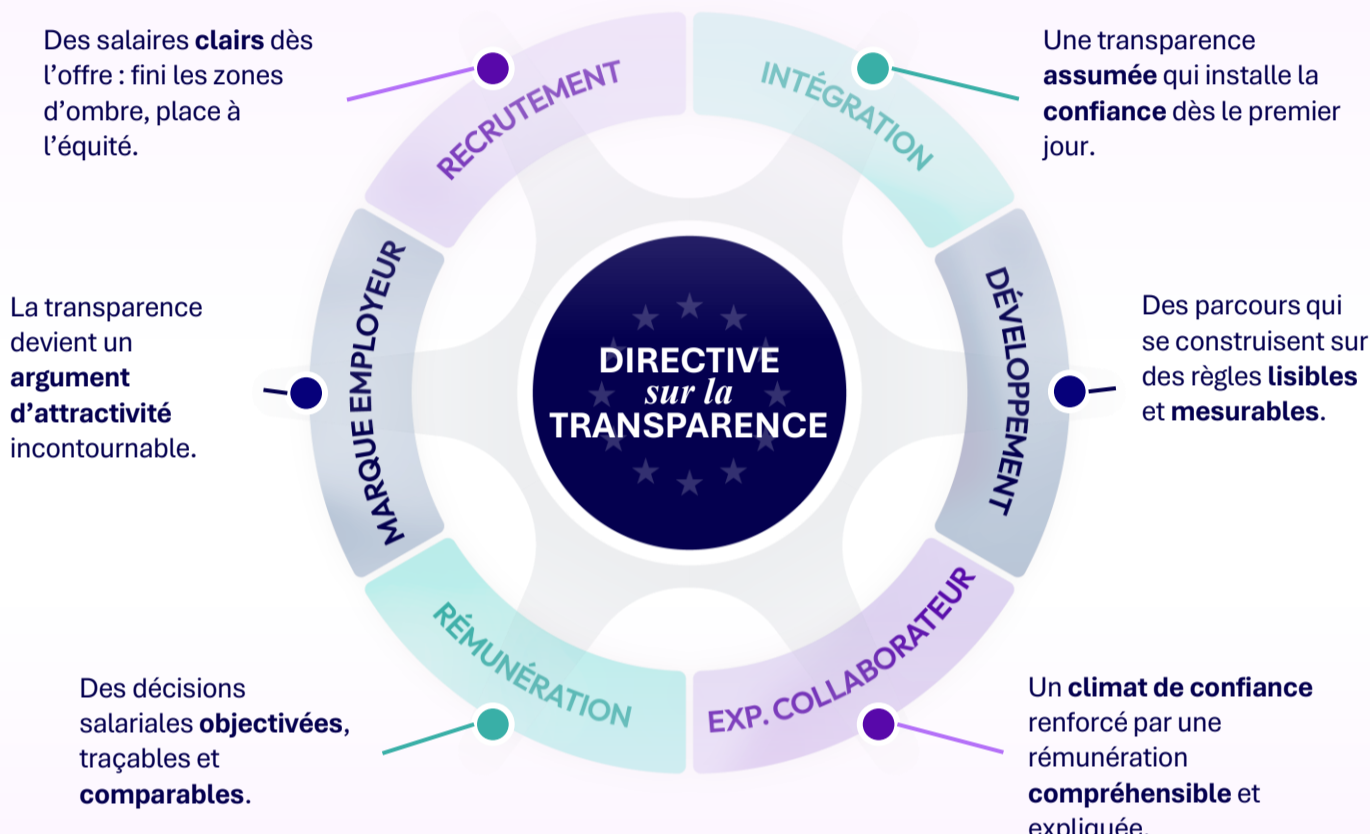 Des salaires clairs dès
l’offre : fini les zones
d’ombre, place à
l’équité.
RECRUTEMENT
INTÉGRATION
Une transparence
assumée qui installe la
confiance dès le premier
jour.
La transparence
devient un
argument
d’attractivité
incontournable.
MARQUE EMPLOYEUR
DIRECTIVE
sur la
TRANSPARENCE
DÉVELOPPEMENT
Des parcours qui
se construisent sur
des règles lisibles
et mesurables.
Des décisions
salariales objectivées,
traçables et
comparables.
RÉMUNÉRATION
EXP. COLLABORATEUR
Un climat de confiance
renforcé par une
rémunération
compréhensible et
expliquée.